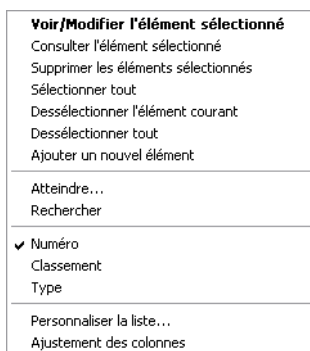 Voir/Modifier l'élément sélectionné
Consulter l'élément sélectionné
Supprimer les éléments sélectionnés
Sélectionner tout
Dessélectionner l'élément courant
Dessélectionner tout
Ajouter un nouvel élément
Atteindre...
Rechercher
Numéro
Classement
Type
Personnaliser la liste...
Ajustement des colonnes